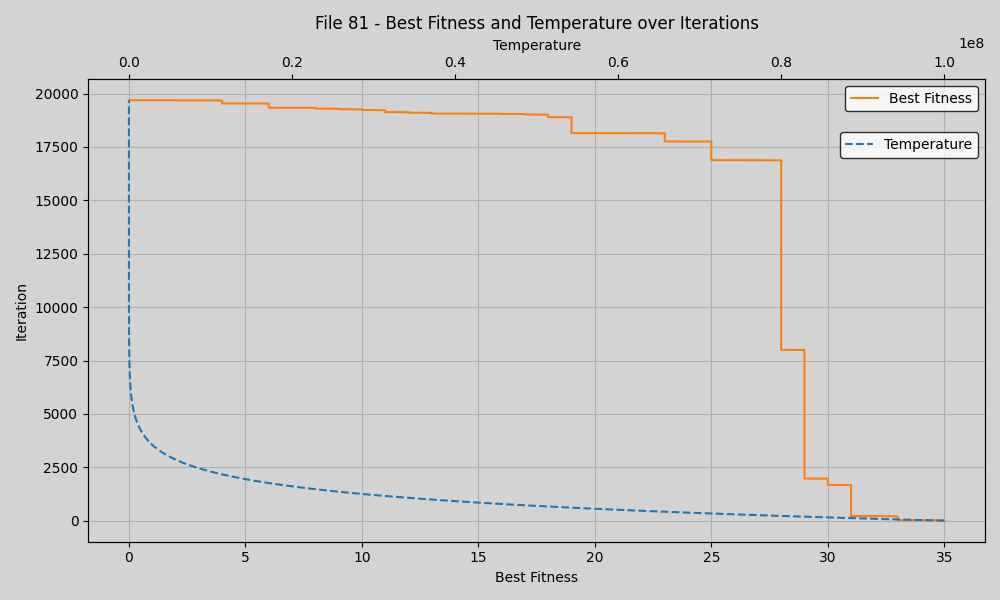 File 81 - Best Fitness and Temperature over Iterations
Temperature
1e8
0.0 0.2 0.4 0.6 0.8 1.0
Best Fitness
Temperature
20000
17500
15000
12500
10000
7500
5000
2500
0
Iteration
0 5 10 15 20 25 30 35
Best Fitness